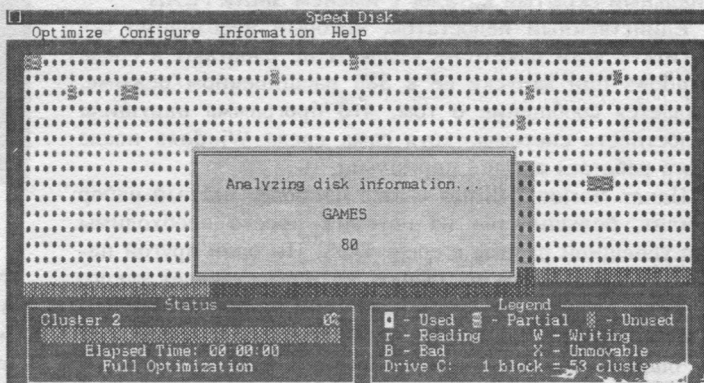 Speed Disk
Optimize Configure Information Help
Analyzing disk information...
GAMES
80
Status
Cluster 2 0%
Elapsed Time: 00:00:00
Full Optimization
Legend
- Used - Partial - Unused
r - Reading W - Writing
B - Bad X - Unmovable
Drive C: 1 block = 53 clusters